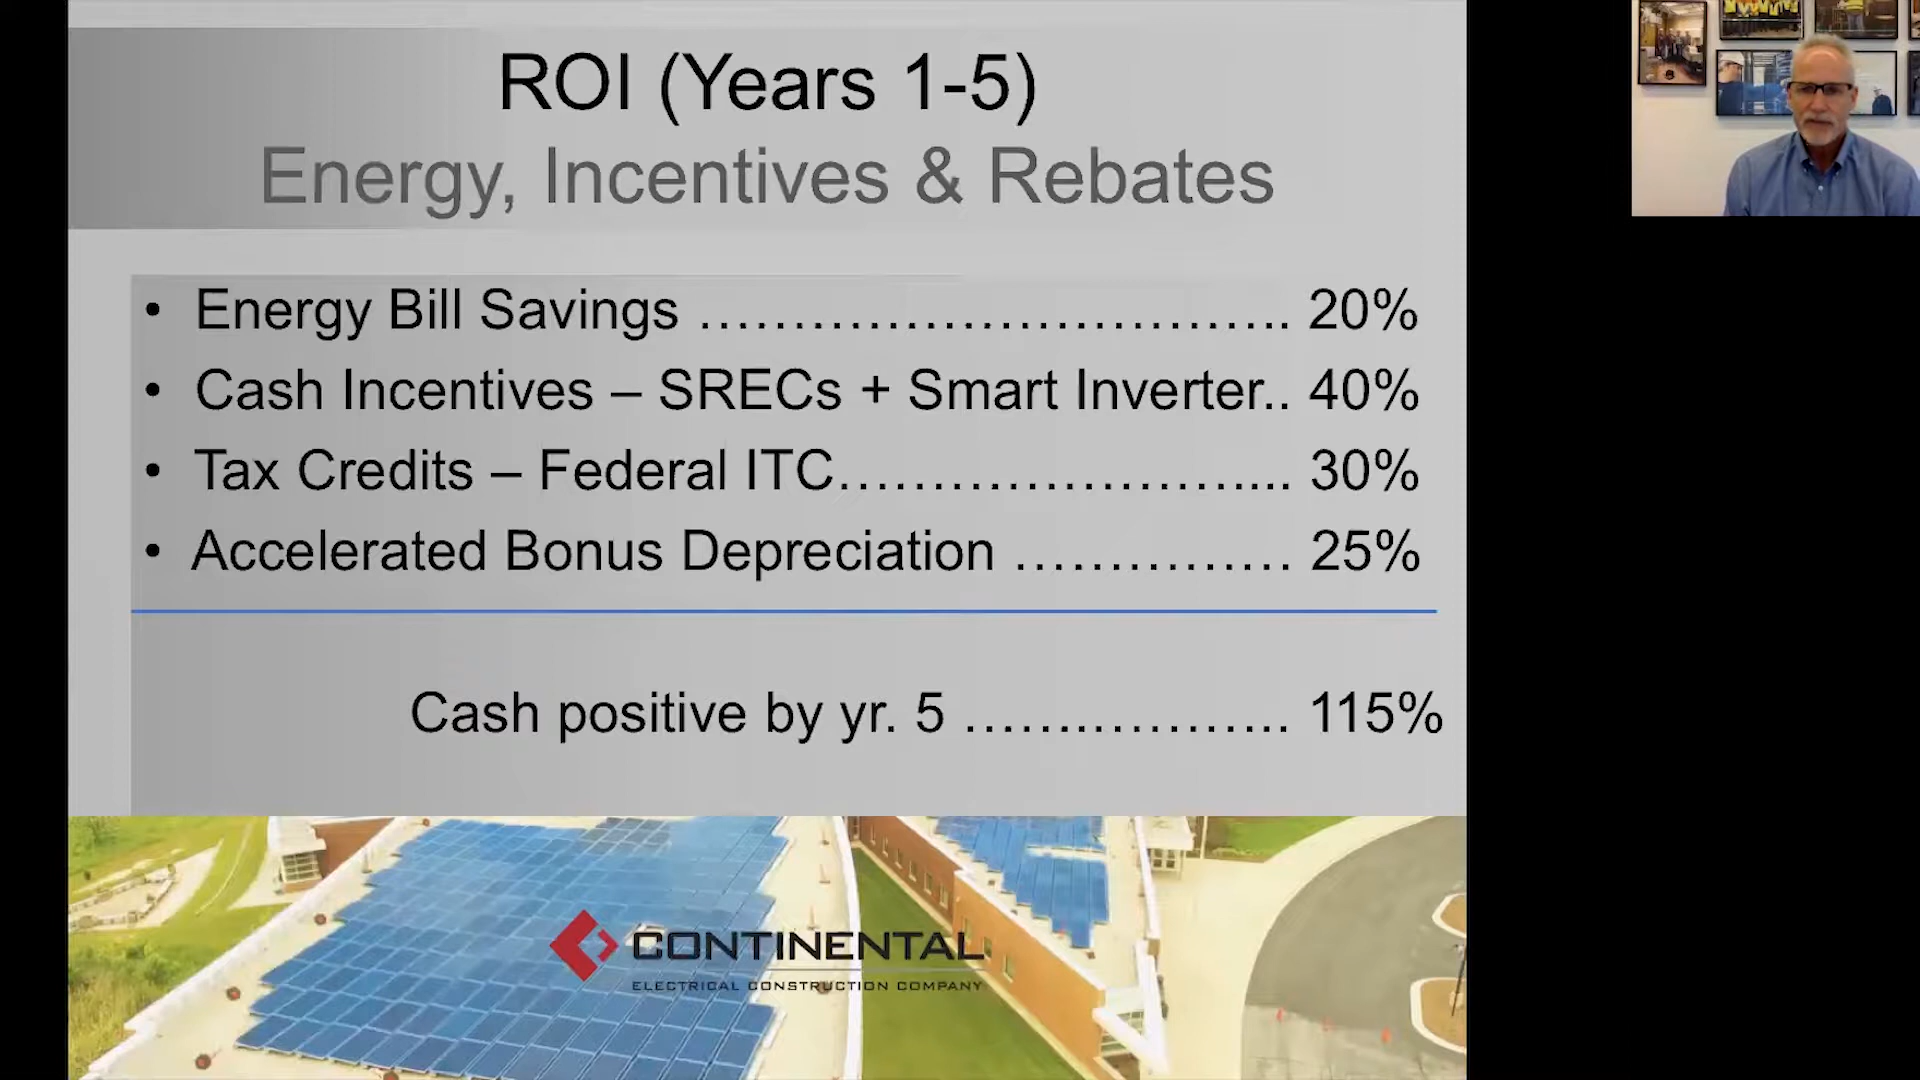 ROI (Years 1-5)
Energy, Incentives & Rebates
• Energy Bill Savings ……………………………. 20%
• Cash Incentives – SRECs + Smart Inverter.. 40%
• Tax Credits – Federal ITC…………………….... 30%
• Accelerated Bonus Depreciation …………… 25%
Cash positive by yr. 5 …….……….. 115%
CONTINENTAL
ELECTRICAL CONSTRUCTION COMPANY